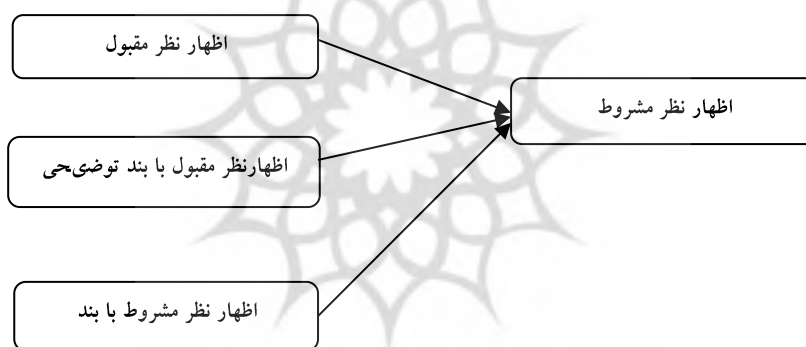 اظهار نظر مقبول
اظهار نظر مشروط
اظهارنظر مقبول با بند توضیحی
اظهار نظر مشروط با بند